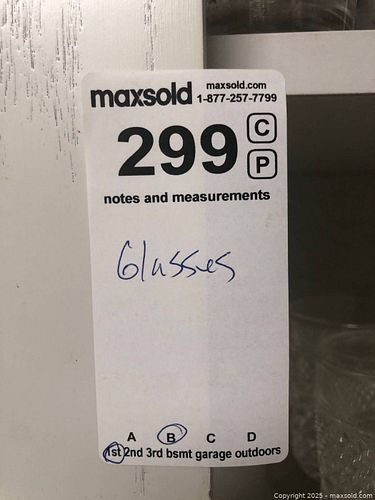 maxsold maxsold.com
1-877-257-7799
299 C
P
notes and measurements
Glasses
A B C D
1st 2nd 3rd bsmt garage outdoors
Copyright 2025 - maxsold.com